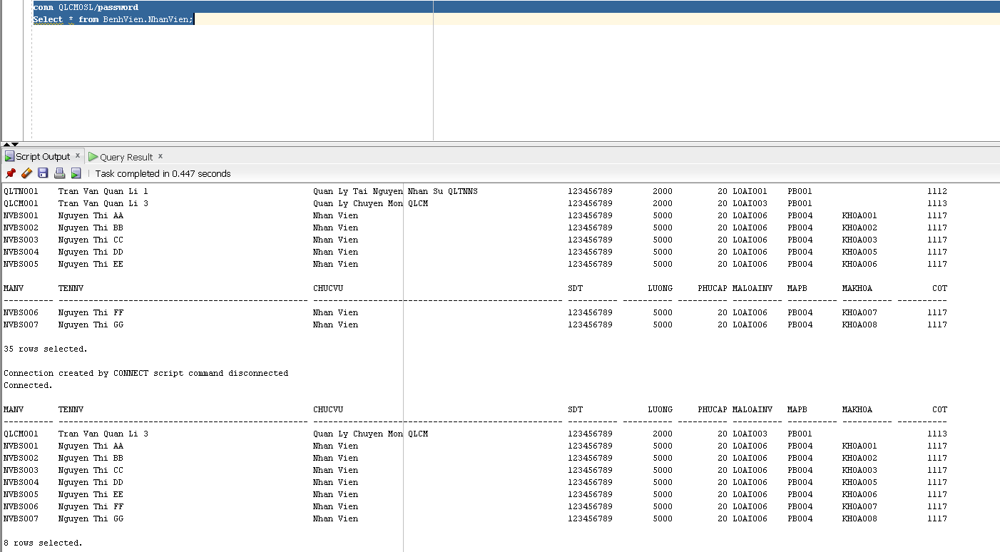 conn QLCMOSL/password
Select * from BenhVien.NhanVien;
Script Output x Query Result x
Task completed in 0.447 seconds
QLTN001 Tran Van Quan Li 1 Quan Ly Tai Nguyen Nhan Su QLTNNS 123456789 2000 20 LOAI001 PB001 1112
QLCM001 Tran Van Quan Li 3 Quan Ly Chuyen Mon QLCM 123456789 2000 20 LOAI003 PB001 1113
NVBS001 Nguyen Thi AA Nhan Vien 123456789 5000 20 LOAI006 PB004 KHOA001 1117
NVBS002 Nguyen Thi BB Nhan Vien 123456789 5000 20 LOAI006 PB004 KHOA002 1117
NVBS003 Nguyen Thi CC Nhan Vien 123456789 5000 20 LOAI006 PB004 KHOA003 1117
NVBS004 Nguyen Thi DD Nhan Vien 123456789 5000 20 LOAI006 PB004 KHOA005 1117
NVBS005 Nguyen Thi EE Nhan Vien 123456789 5000 20 LOAI006 PB004 KHOA006 1117
MANV TENNV CHUCVU SDT LUONG PHUCAP MALOAINV MAPB MAKHOA COT
---------- -------------------------------------------------- -------------------------------------------------- ---------- ---------- ---------- ---------- ---------- ---------- ----------
NVBS006 Nguyen Thi FF Nhan Vien 123456789 5000 20 LOAI006 PB004 KHOA007 1117
NVBS007 Nguyen Thi GG Nhan Vien 123456789 5000 20 LOAI006 PB004 KHOA008 1117
35 rows selected.
Connection created by CONNECT script command disconnected
Connected.
MANV TENNV CHUCVU SDT LUONG PHUCAP MALOAINV MAPB MAKHOA COT
---------- -------------------------------------------------- -------------------------------------------------- ---------- ---------- ---------- ---------- ---------- ---------- ----------
QLCM001 Tran Van Quan Li 3 Quan Ly Chuyen Mon QLCM 123456789 2000 20 LOAI003 PB001 1113
NVBS001 Nguyen Thi AA Nhan Vien 123456789 5000 20 LOAI006 PB004 KHOA001 1117
NVBS002 Nguyen Thi BB Nhan Vien 123456789 5000 20 LOAI006 PB004 KHOA002 1117
NVBS003 Nguyen Thi CC Nhan Vien 123456789 5000 20 LOAI006 PB004 KHOA003 1117
NVBS004 Nguyen Thi DD Nhan Vien 123456789 5000 20 LOAI006 PB004 KHOA005 1117
NVBS005 Nguyen Thi EE Nhan Vien 123456789 5000 20 LOAI006 PB004 KHOA006 1117
NVBS006 Nguyen Thi FF Nhan Vien 123456789 5000 20 LOAI006 PB004 KHOA007 1117
NVBS007 Nguyen Thi GG Nhan Vien 123456789 5000 20 LOAI006 PB004 KHOA008 1117
8 rows selected.